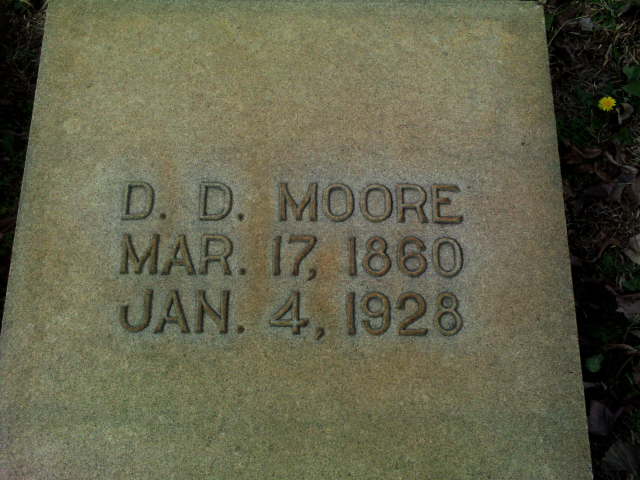 D. D. MOORE
MAR. 17, 1860
JAN. 4, 1928